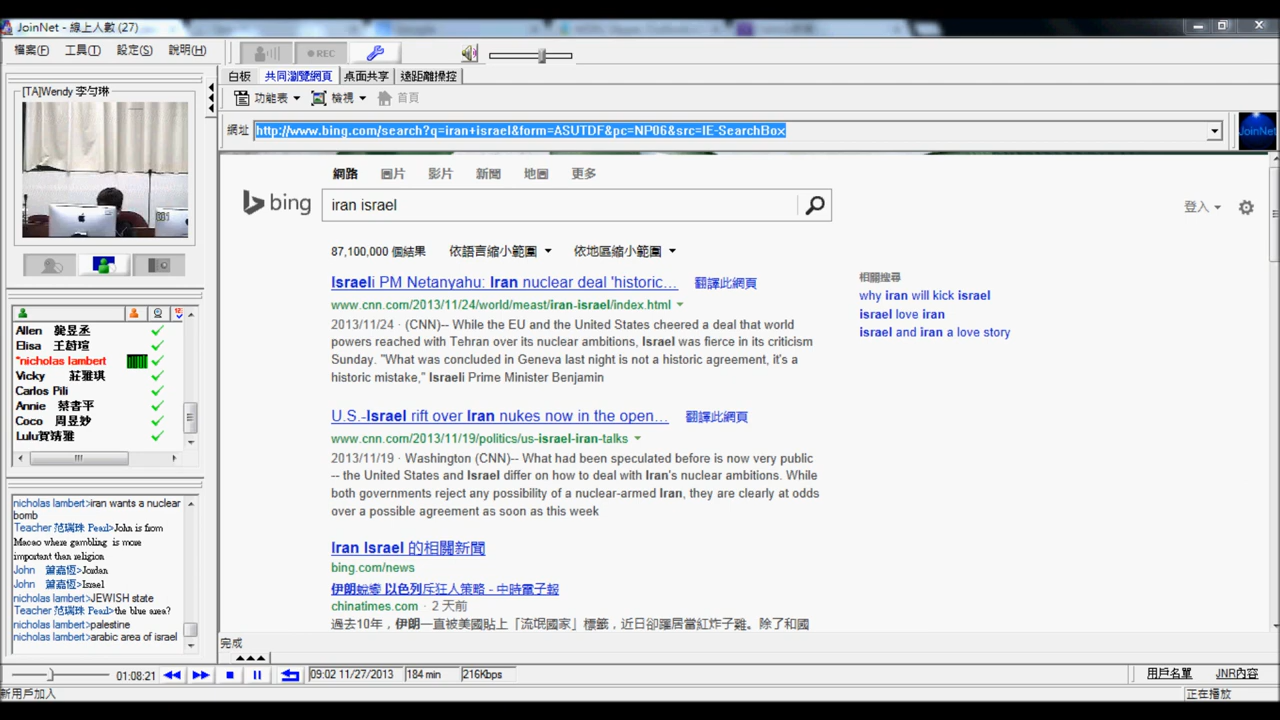 JoinNet - 線上人數 (27)
檔案(F) 工具(T) 設定(S) 說明(H)
REC
[TA]Wendy 李勻琳
白板 共同瀏覽網頁 桌面共享 遠距離操控
功能表 檢視 首頁
網址 http://www.bing.com/search?q=iran+israel&form=ASUTDF&pc=NP06&src=IE-SearchBox
JoinNet
網路 圖片 影片 新聞 地圖 更多
bing iran israel
登入
87,100,000 個結果 依語言縮小範圍 依地區縮小範圍
Israeli PM Netanyahu: Iran nuclear deal 'historic... 翻譯此網頁
www.cnn.com/2013/11/24/world/meast/iran-israel/index.html
2013/11/24 · (CNN)-- While the EU and the United States cheered a deal that world
powers reached with Tehran over its nuclear ambitions, Israel was fierce in its criticism
Sunday. "What was concluded in Geneva last night is not a historic agreement, it's a
historic mistake," Israeli Prime Minister Benjamin
相關搜尋
why iran will kick israel
israel love iran
israel and iran a love story
U.S.-Israel rift over Iran nukes now in the open... 翻譯此網頁
www.cnn.com/2013/11/19/politics/us-israel-iran-talks
2013/11/19 · Washington (CNN)-- What had been speculated before is now very public
-- the United States and Israel differ on how to deal with Iran's nuclear ambitions. While
both governments reject any possibility of a nuclear-armed Iran, they are clearly at odds
over a possible agreement as soon as this week
Iran Israel 的相關新聞
bing.com/news
伊朗蛻變 以色列斥狂人策略 - 中時電子報
chinatimes.com · 2 天前
過去10年，伊朗一直被美國貼上「流氓國家」標籤，近日卻躍居當紅炸子雞。除了和國
Allen 龔昱丞
Elisa 王蔚瑄
*nicholas lambert
Vicky 莊雅琪
Carlos Pili
Annie 蔡書平
Coco 周昱妙
Lulu賀婧雅
nicholas lambert>iran wants a nuclear
bomb
Teacher 范瑞珠 Pearl>John is from
Macao where gambling is more
important than religion
John 葉嘉恆>Jordan
John 葉嘉恆>Israel
nicholas lambert>JEWISH state
Teacher 范瑞珠 Pearl>the blue area?
nicholas lambert>palestine
nicholas lambert>arabic area of israel
完成
01:08:21 09:02 11/27/2013 184 min 216Kbps 用戶名單 JNR內容
新用戶加入 正在播放